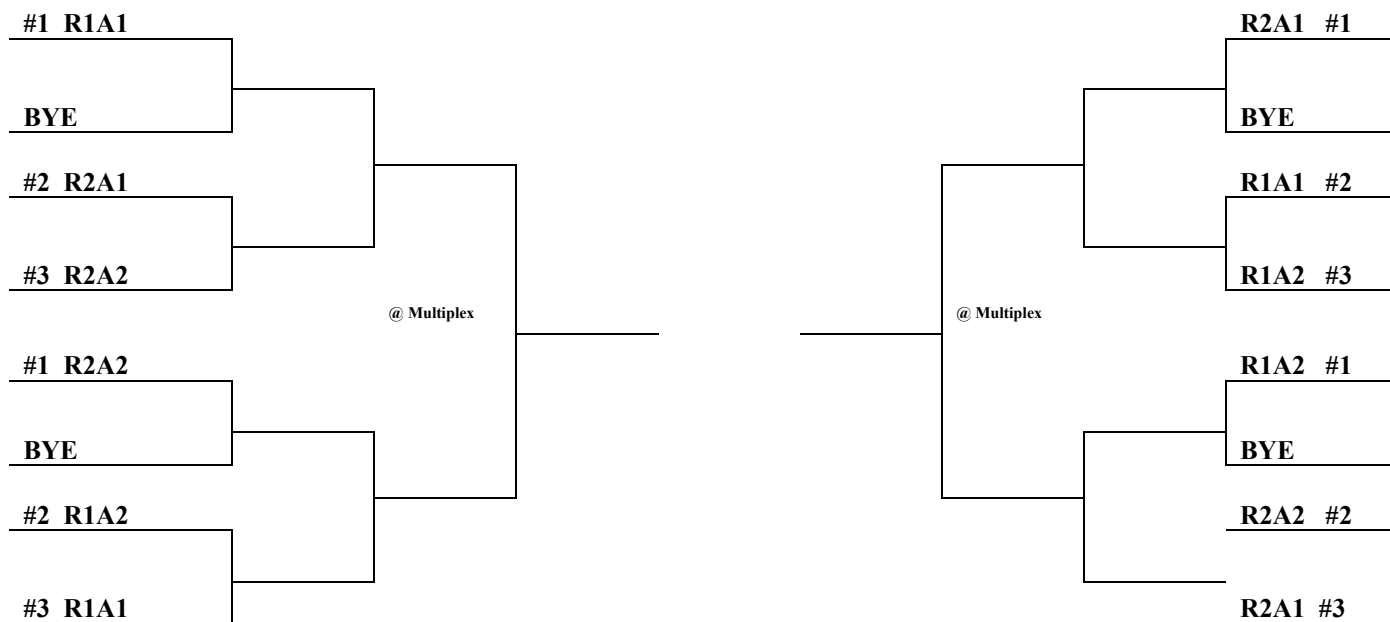 #1 R1A1
BYE
#2 R2A1
#3 R2A2
@ Multiplex
#1 R2A2
BYE
#2 R1A2
#3 R1A1
R2A1 #1
BYE
R1A1 #2
R1A2 #3
@ Multiplex
R1A2 #1
BYE
R2A2 #2
R2A1 #3